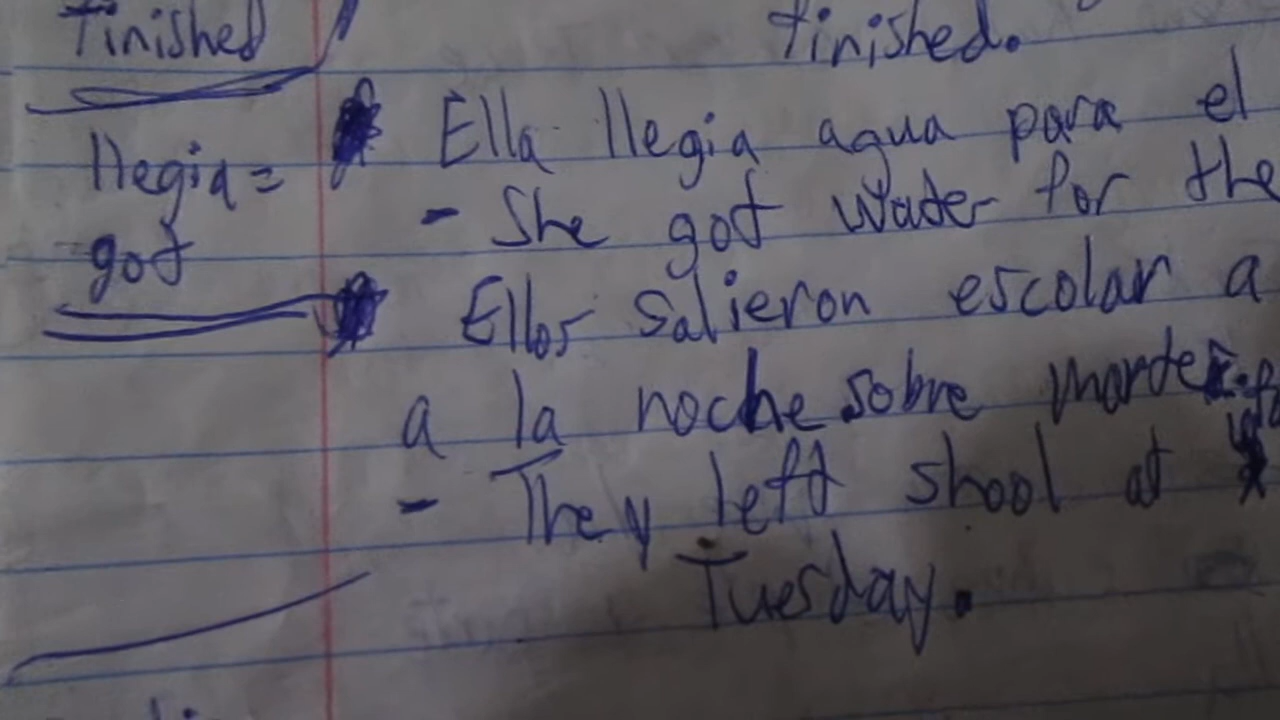 finished
finished.
llegia =
got
Ella llegia agua para el
- She got water for the
Ellos salieron escolar a
a la noche sobre martes.
- They left shool at
Tuesday.